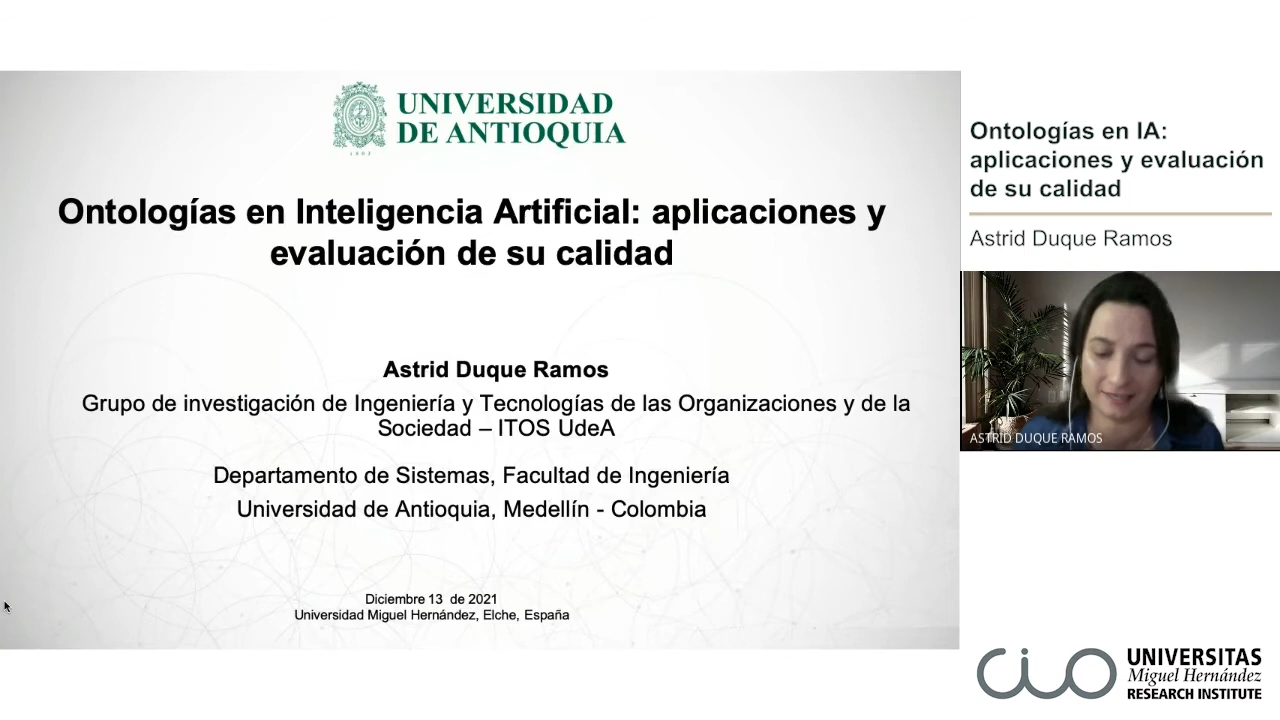 UNIVERSIDAD
DE ANTIOQUIA
1803
Ontologías en Inteligencia Artificial: aplicaciones y
evaluación de su calidad
Astrid Duque Ramos
Grupo de investigación de Ingeniería y Tecnologías de las Organizaciones y de la
Sociedad – ITOS UdeA
Departamento de Sistemas, Facultad de Ingeniería
Universidad de Antioquia, Medellín - Colombia
Diciembre 13 de 2021
Universidad Miguel Hernández, Elche, España
Ontologías en IA:
aplicaciones y evaluación
de su calidad
Astrid Duque Ramos
ASTRID DUQUE RAMOS
cio
UNIVERSITAS
Miguel Hernández
RESEARCH INSTITUTE